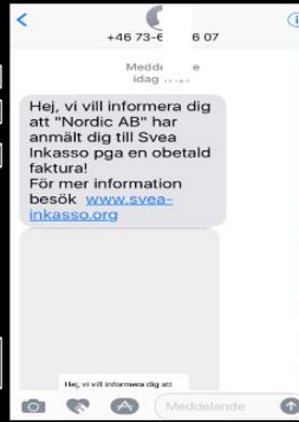 +46 73-6 6 07
Medde e
idag
Hej, vi vill informera dig
att "Nordic AB" har
anmält dig till Svea
Inkasso pga en obetald
faktura!
För mer information
besök www.svea-
inkasso.org
Hej, vi vill informera dig att
Meddelande